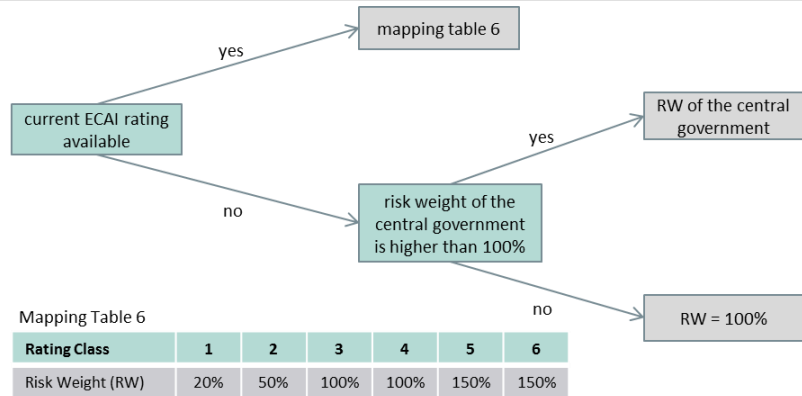 mapping table 6
yes
current ECAI rating
available
RW of the central
government
yes
no
risk weight of the
central government
is higher than 100%
no
RW = 100%
Mapping Table 6
Rating Class 1 2 3 4 5 6
Risk Weight (RW) 20% 50% 100% 100% 150% 150%